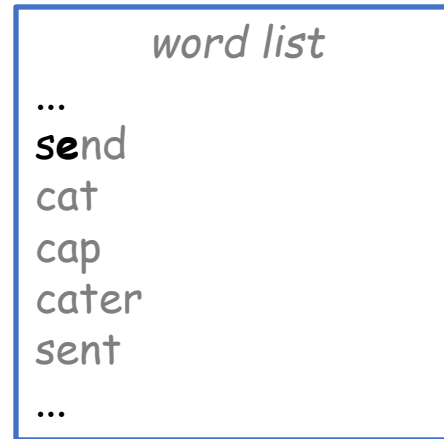 word list
...
send
cat
cap
cater
sent
...